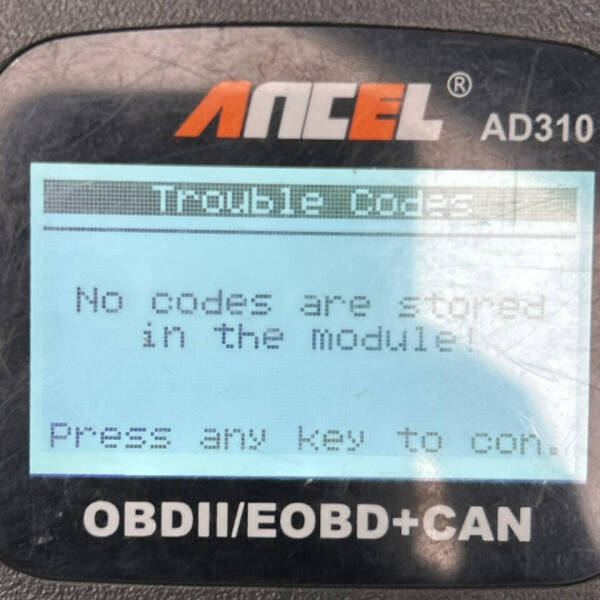 ANCEL ® AD310
Trouble Codes
No codes are stored
in the module!
Press any key to con.
OBDII/EOBD+CAN